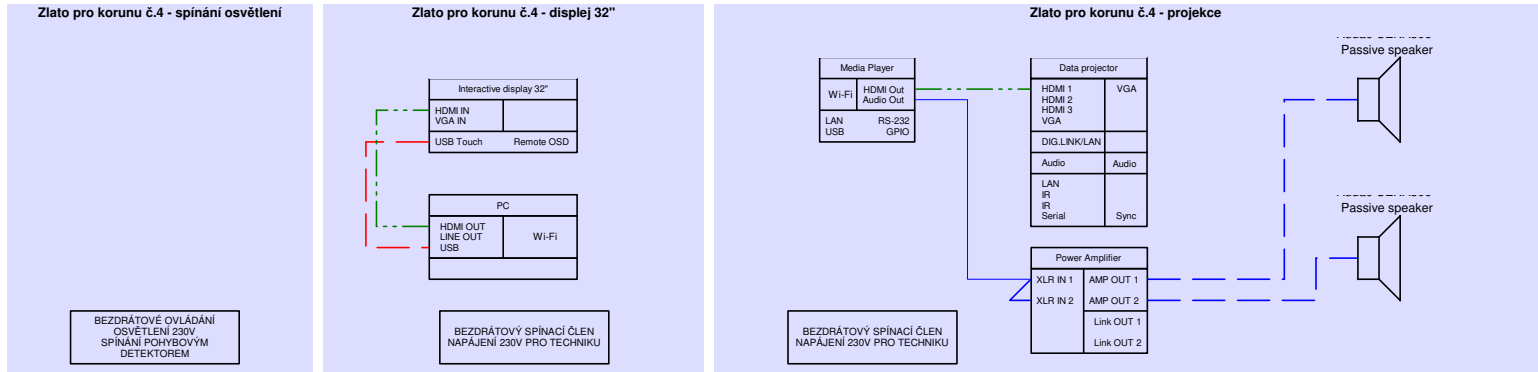 Zlato pro korunu č.4 - spínání osvětlení
BEZDRÁTOVÉ OVLÁDÁNÍ
OSVĚTLENÍ 230V
SPÍNÁNÍ POHYBOVÝM
DETEKTOREM
Zlato pro korunu č.4 - displej 32"
Interactive display 32"
HDMI IN
VGA IN
USB Touch Remote OSD
PC
HDMI OUT
LINE OUT
USB
Wi-Fi
BEZDRÁTOVÝ SPÍNACÍ ČLEN
NAPÁJENÍ 230V PRO TECHNIKU
Zlato pro korunu č.4 - projekce
Media Player
Wi-Fi
HDMI Out
Audio Out
LAN RS-232
USB GPIO
Data projector
HDMI 1 VGA
HDMI 2
HDMI 3
VGA
DIG.LINK/LAN
Audio Audio
LAN
IR
IR
Serial Sync
Power Amplifier
XLR IN 1 AMP OUT 1
XLR IN 2 AMP OUT 2
Link OUT 1
Link OUT 2
Passive speaker
Passive speaker
BEZDRÁTOVÝ SPÍNACÍ ČLEN
NAPÁJENÍ 230V PRO TECHNIKU